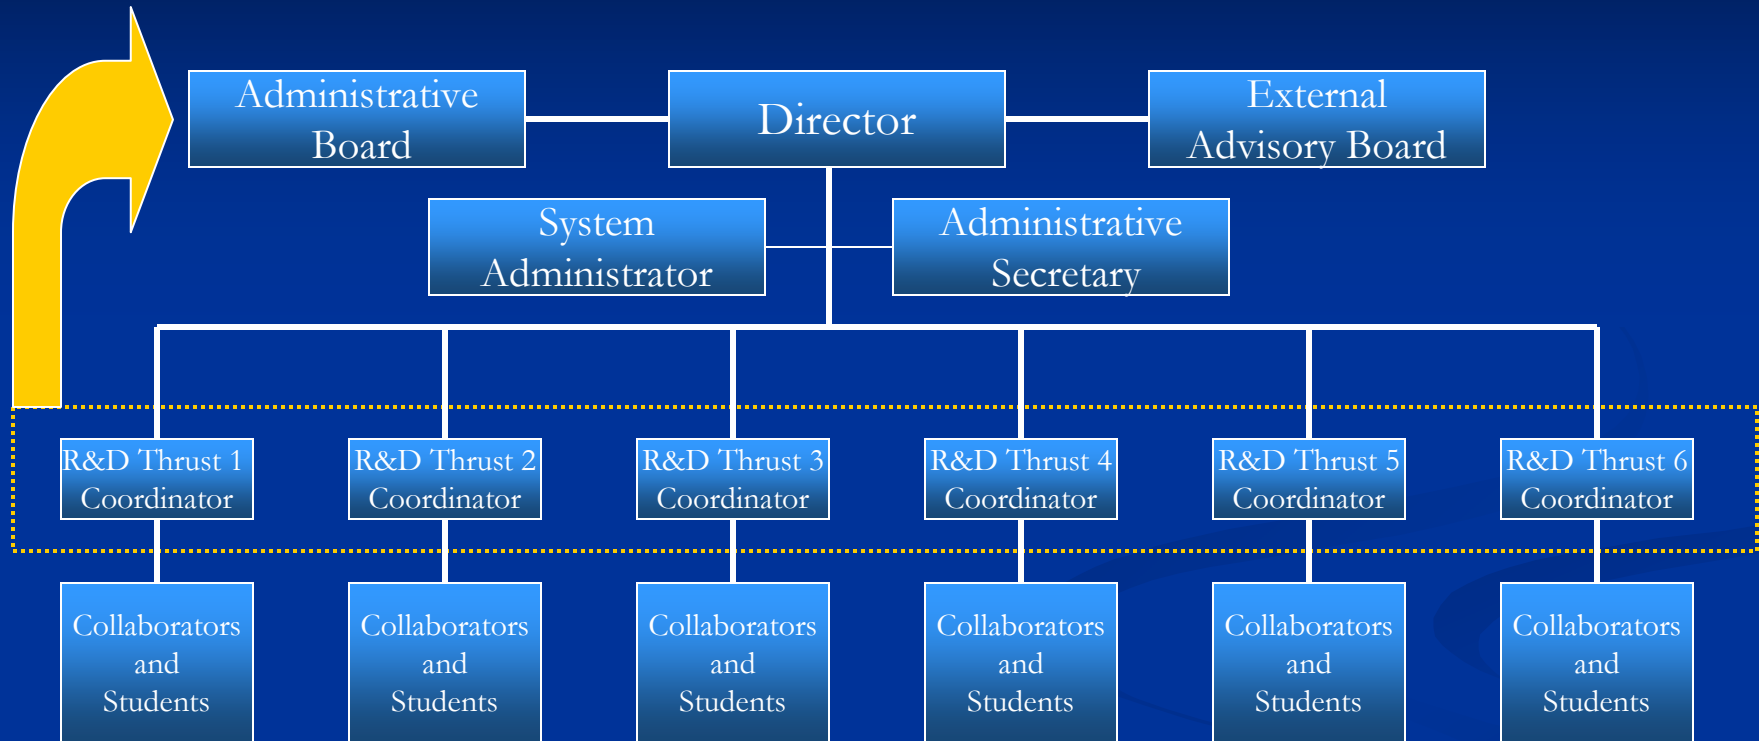 Administrative
Board
Director
External
Advisory Board
System
Administrator
Administrative
Secretary
R&D Thrust 1
Coordinator
R&D Thrust 2
Coordinator
R&D Thrust 3
Coordinator
R&D Thrust 4
Coordinator
R&D Thrust 5
Coordinator
R&D Thrust 6
Coordinator
Collaborators
and
Students
Collaborators
and
Students
Collaborators
and
Students
Collaborators
and
Students
Collaborators
and
Students
Collaborators
and
Students